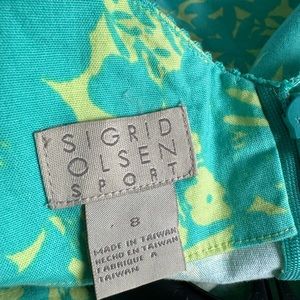 SIGRID
OLSEN
SPORT
8
MADE IN TAIWAN
HECHO EN TAIWAN
FABRIQUE A
TAIWAN